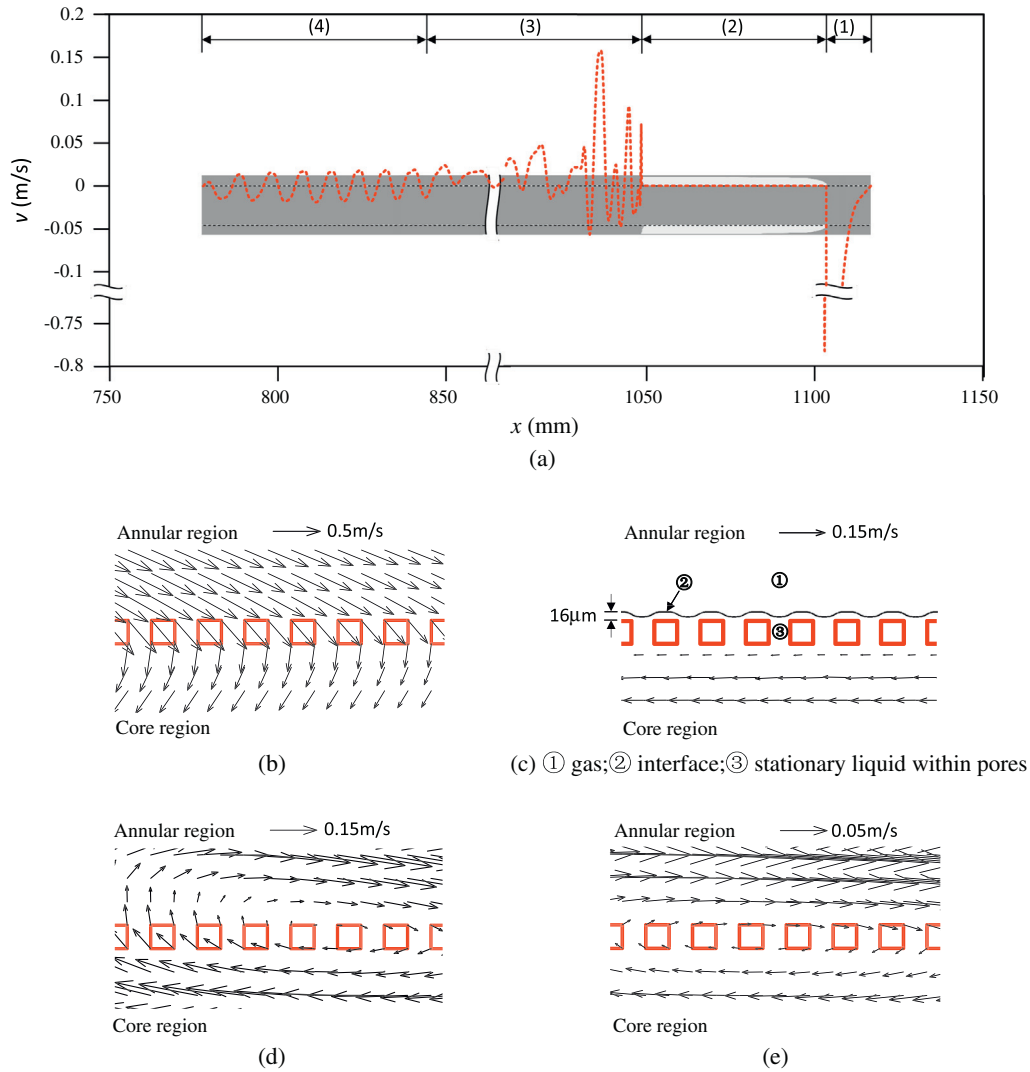 0.2
0.15
0.1
0.05
0
-0.05
-0.1
-0.75
-0.8
v (m/s)
(4)
(3)
(2)
(1)
750
800
850
1050
1100
1150
x (mm)
(a)
Annular region
0.5m/s
Core region
(b)
Annular region
0.15m/s
①
②
16μm
③
Core region
(c) ① gas;② interface;③ stationary liquid within pores
Annular region
0.15m/s
Core region
(d)
Annular region
0.05m/s
Core region
(e)